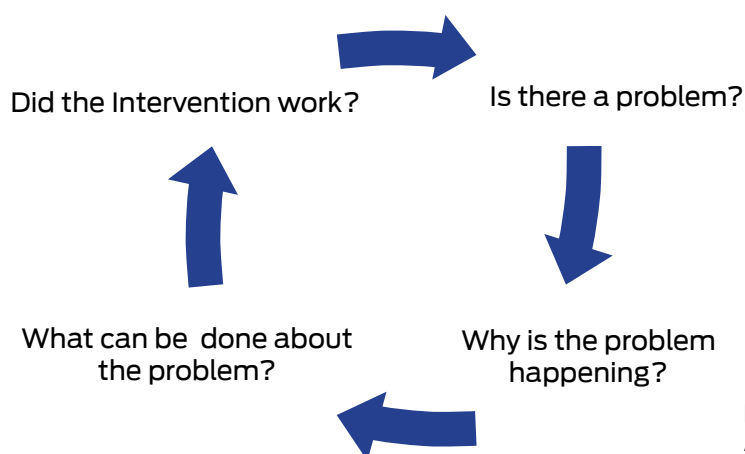 Did the Intervention work?
Is there a problem?
What can be  done about
the problem?
Why is the problem
happening?